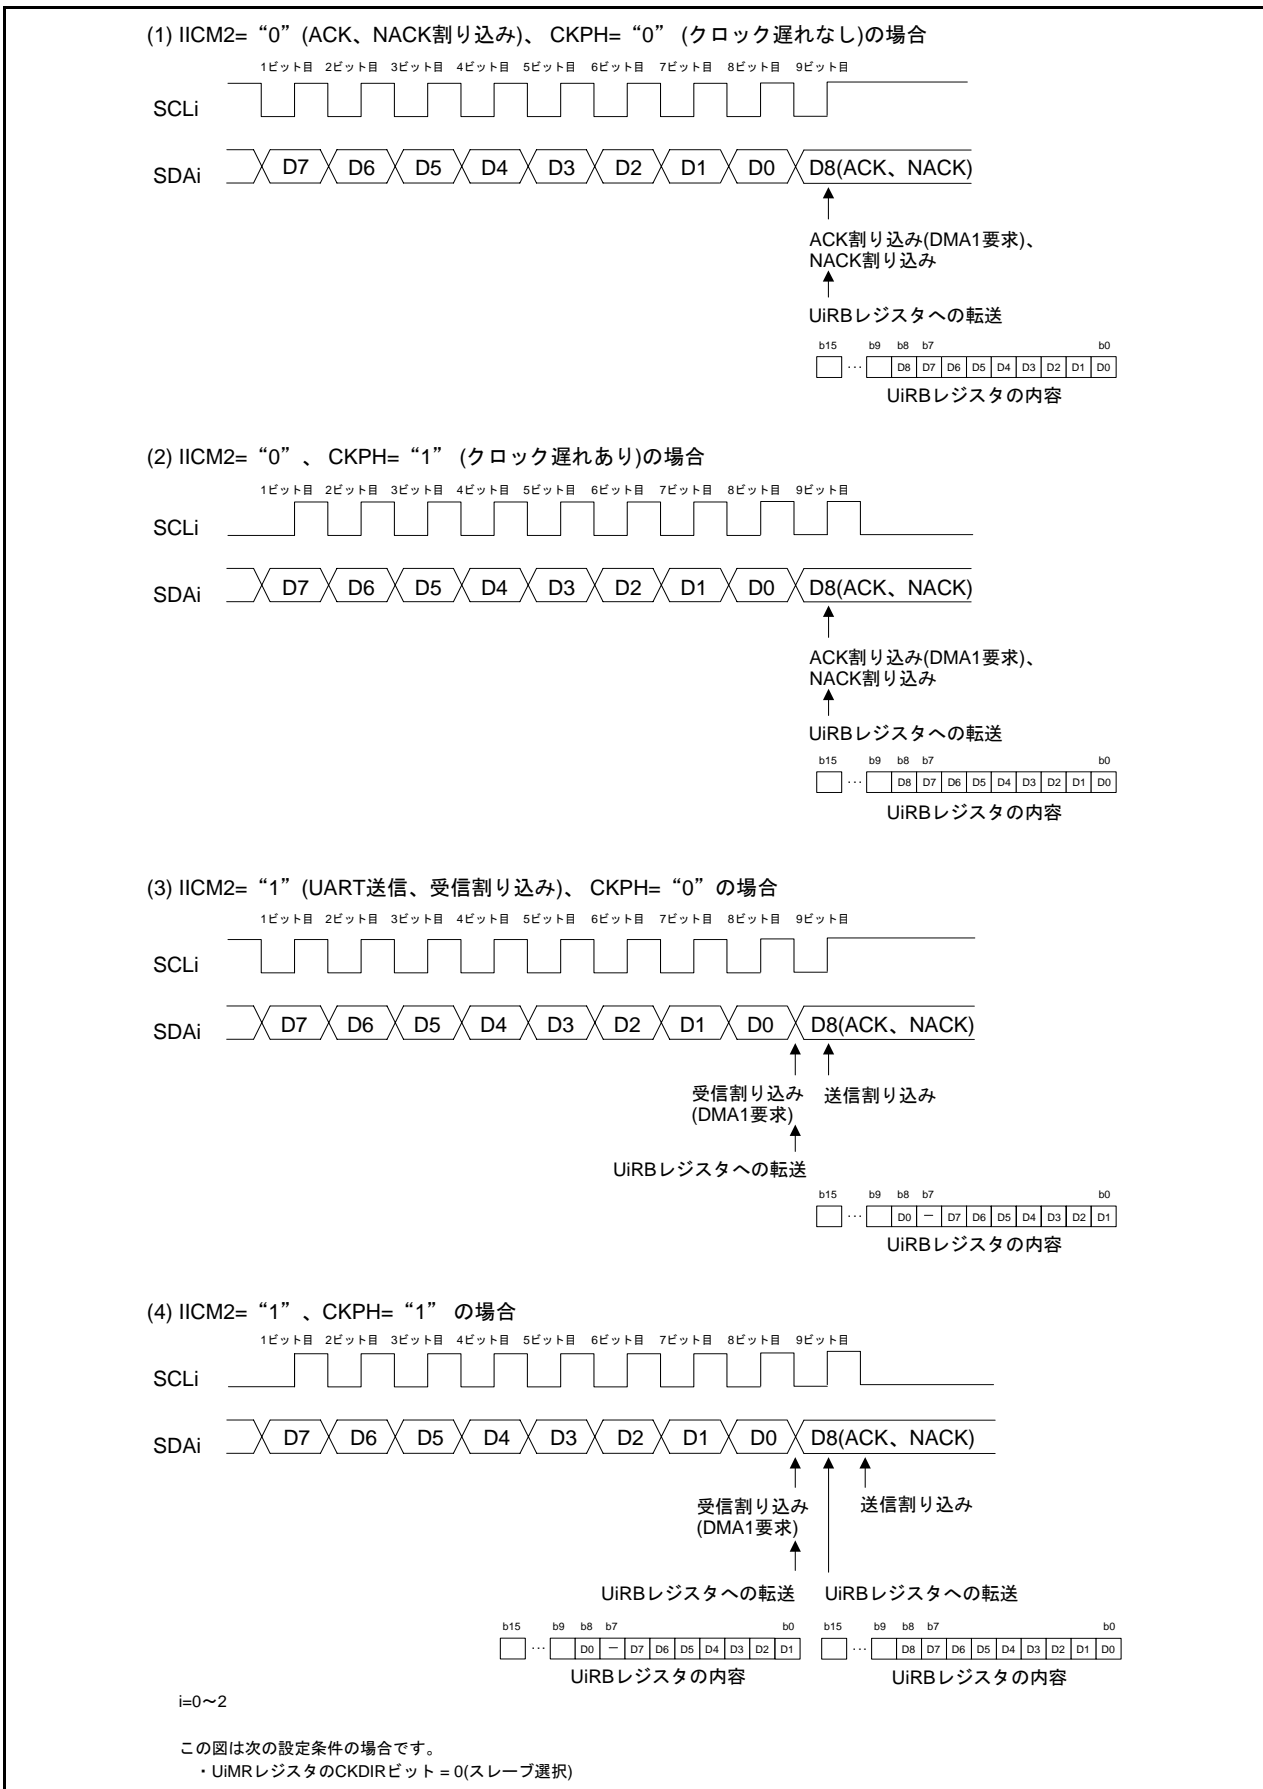 (1) IICM2= “0” (ACK、NACK割り込み)、 CKPH= “0” (クロック遅れなし)の場合
1ビット目 2ビット目 3ビット目 4ビット目 5ビット目 6ビット目 7ビット目 8ビット目 9ビット目
SCLi
SDAi D7 D6 D5 D4 D3 D2 D1 D0 D8(ACK、NACK)
ACK割り込み(DMA1要求)、
NACK割り込み
UiRBレジスタへの転送
b15 b9 b8 b7 b0
… D8 D7 D6 D5 D4 D3 D2 D1 D0
UiRBレジスタの内容
(2) IICM2= “0” 、 CKPH= “1” (クロック遅れあり)の場合
1ビット目 2ビット目 3ビット目 4ビット目 5ビット目 6ビット目 7ビット目 8ビット目 9ビット目
SCLi
SDAi D7 D6 D5 D4 D3 D2 D1 D0 D8(ACK、NACK)
ACK割り込み(DMA1要求)、
NACK割り込み
UiRBレジスタへの転送
b15 b9 b8 b7 b0
… D8 D7 D6 D5 D4 D3 D2 D1 D0
UiRBレジスタの内容
(3) IICM2= “1” (UART送信、受信割り込み)、 CKPH= “0” の場合
1ビット目 2ビット目 3ビット目 4ビット目 5ビット目 6ビット目 7ビット目 8ビット目 9ビット目
SCLi
SDAi D7 D6 D5 D4 D3 D2 D1 D0 D8(ACK、NACK)
受信割り込み 送信割り込み
(DMA1要求)
UiRBレジスタへの転送
b15 b9 b8 b7 b0
… D0 － D7 D6 D5 D4 D3 D2 D1
UiRBレジスタの内容
(4) IICM2= “1” 、CKPH= “1” の場合
1ビット目 2ビット目 3ビット目 4ビット目 5ビット目 6ビット目 7ビット目 8ビット目 9ビット目
SCLi
SDAi D7 D6 D5 D4 D3 D2 D1 D0 D8(ACK、NACK)
受信割り込み 送信割り込み
(DMA1要求)
UiRBレジスタへの転送 UiRBレジスタへの転送
b15 b9 b8 b7 b0 b15 b9 b8 b7 b0
… D0 － D7 D6 D5 D4 D3 D2 D1 … D8 D7 D6 D5 D4 D3 D2 D1 D0
UiRBレジスタの内容 UiRBレジスタの内容
i=0～2
この図は次の設定条件の場合です。
・UiMRレジスタのCKDIRビット = 0(スレーブ選択)